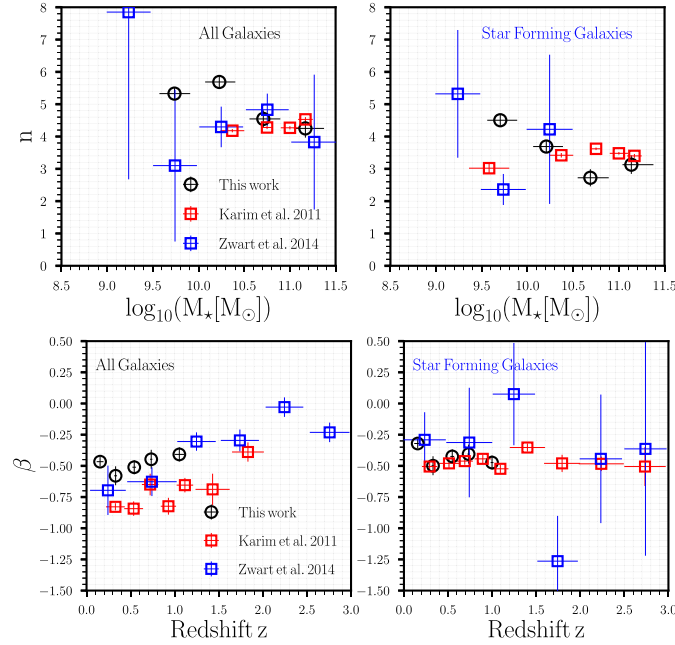 8
7
6
5
4
3
2
1
0
n
All Galaxies
This work
Karim et al. 2011
Zwart et al. 2014
8.5 9.0 9.5 10.0 10.5 11.0 11.5
log₁₀(M⋆[M⊙])
8
7
6
5
4
3
2
1
0
Star Forming Galaxies
8.5 9.0 9.5 10.0 10.5 11.0 11.5
log₁₀(M⋆[M⊙])
0.50
0.25
0.00
−0.25
−0.50
−0.75
−1.00
−1.25
−1.50
β
All Galaxies
This work
Karim et al. 2011
Zwart et al. 2014
0.0 0.5 1.0 1.5 2.0 2.5 3.0
Redshift z
0.50
0.25
0.00
−0.25
−0.50
−0.75
−1.00
−1.25
−1.50
Star Forming Galaxies
0.0 0.5 1.0 1.5 2.0 2.5 3.0
Redshift z